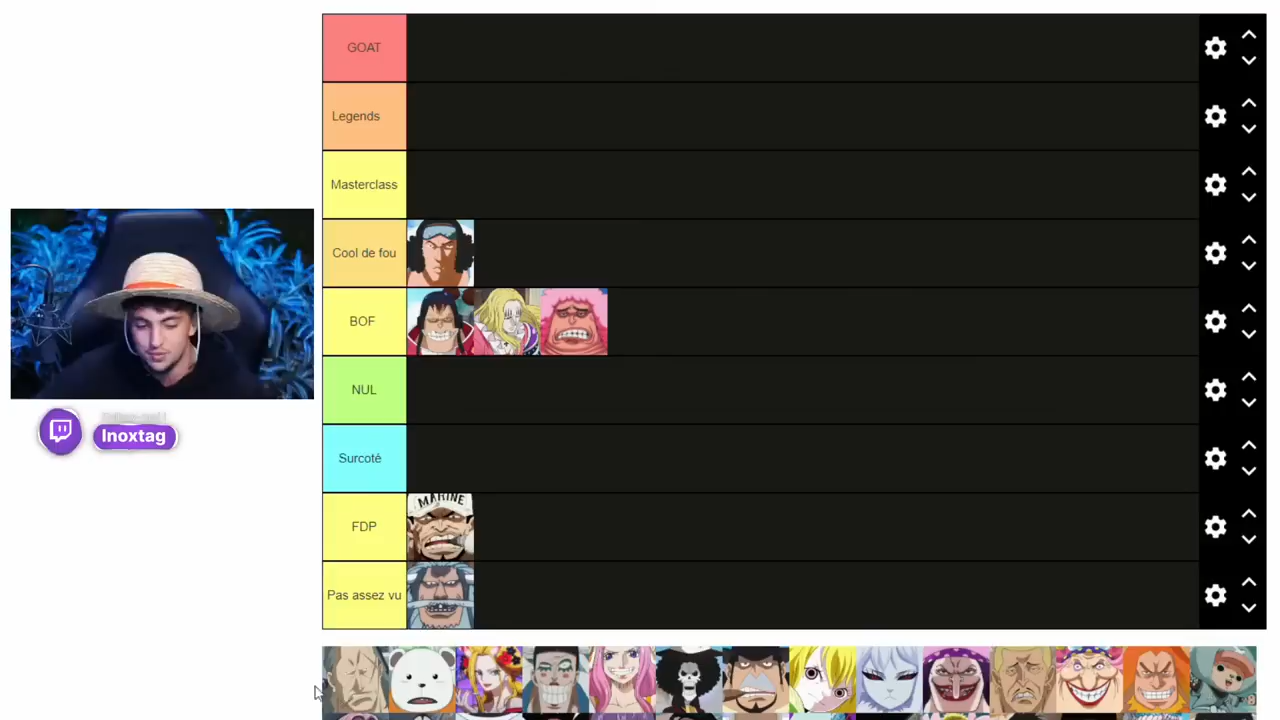 GOAT
Legends
Masterclass
Cool de fou
BOF
NUL
Surcoté
FDP
MARINE
Pas assez vu
Inoxtag